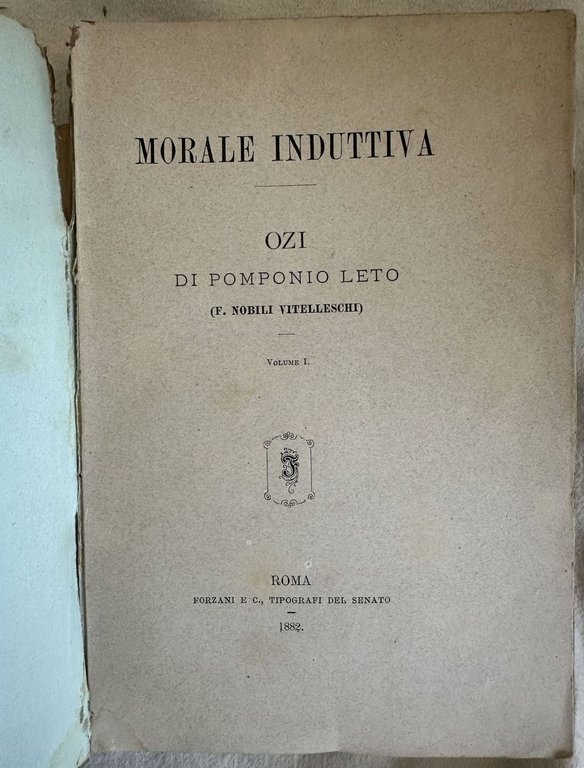 MORALE INDUTTIVA
OZI
DI POMPONIO LETO
(F. NOBILI VITELLESCHI)
VOLUME I.
F
ROMA
FORZANI E C., TIPOGRAFI DEL SENATO
1882.